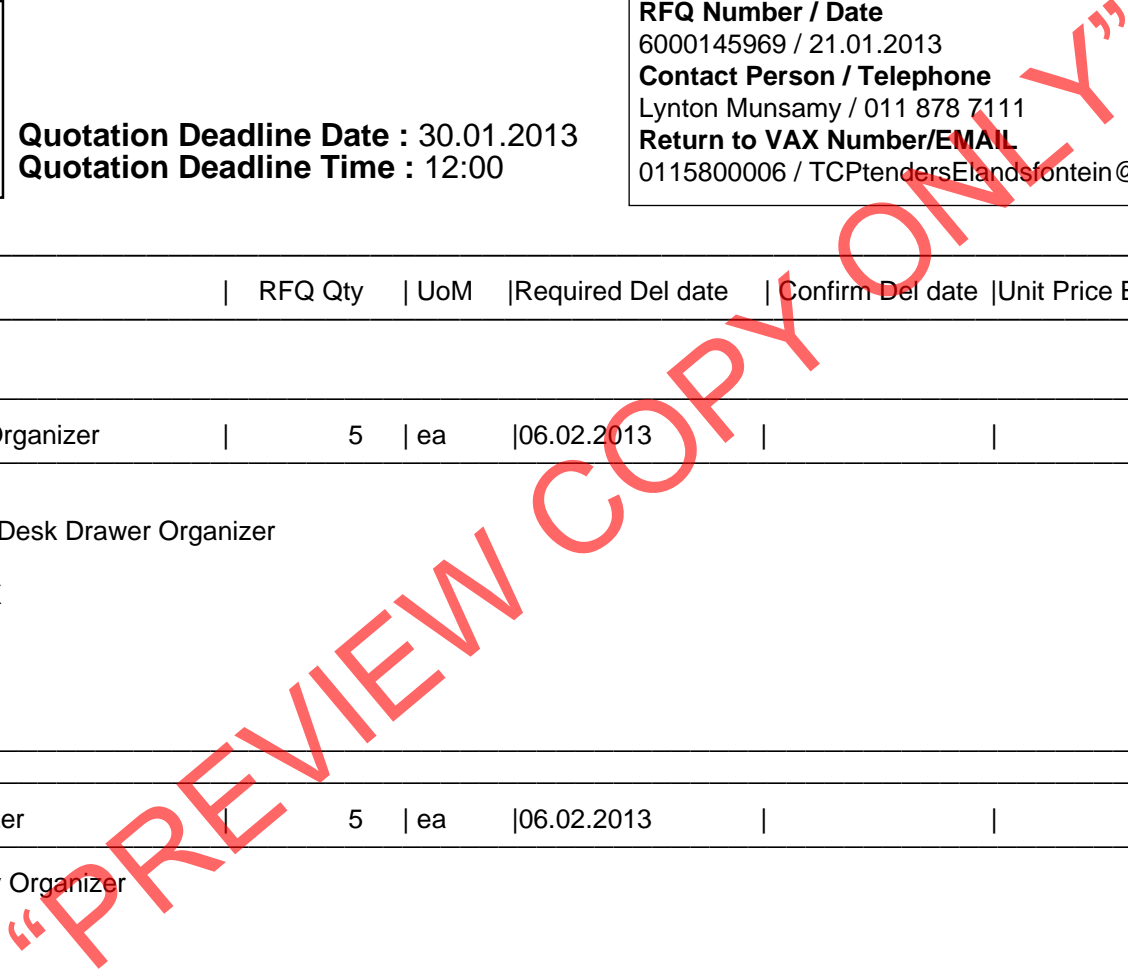 RFQ Number / Date
6000145969 / 21.01.2013
Contact Person / Telephone
Lynton Munsamy / 011 878 7111
Return to VAX Number/EMAIL
0115800006 / TCPtendersElandsfontein@
Quotation Deadline Date : 30.01.2013
Quotation Deadline Time : 12:00
| RFQ Qty | UoM |Required Del date | Confirm Del date |Unit Price
Organizer | 5 | ea |06.02.2013 | |
Desk Drawer Organizer
er | 5 | ea |06.02.2013 | |
Organizer
“PREVIEW COPY ONLY”